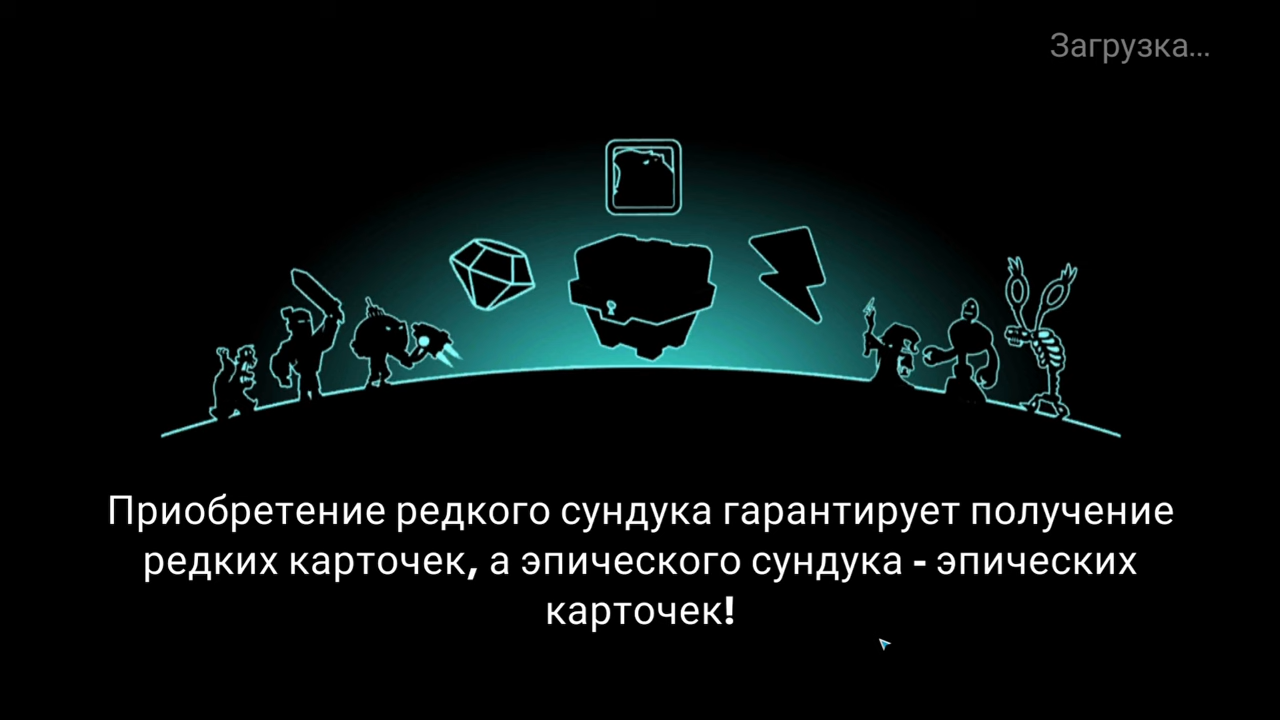 Загрузка...
Приобретение редкого сундука гарантирует получение
редких карточек, а эпического сундука - эпических
карточек!